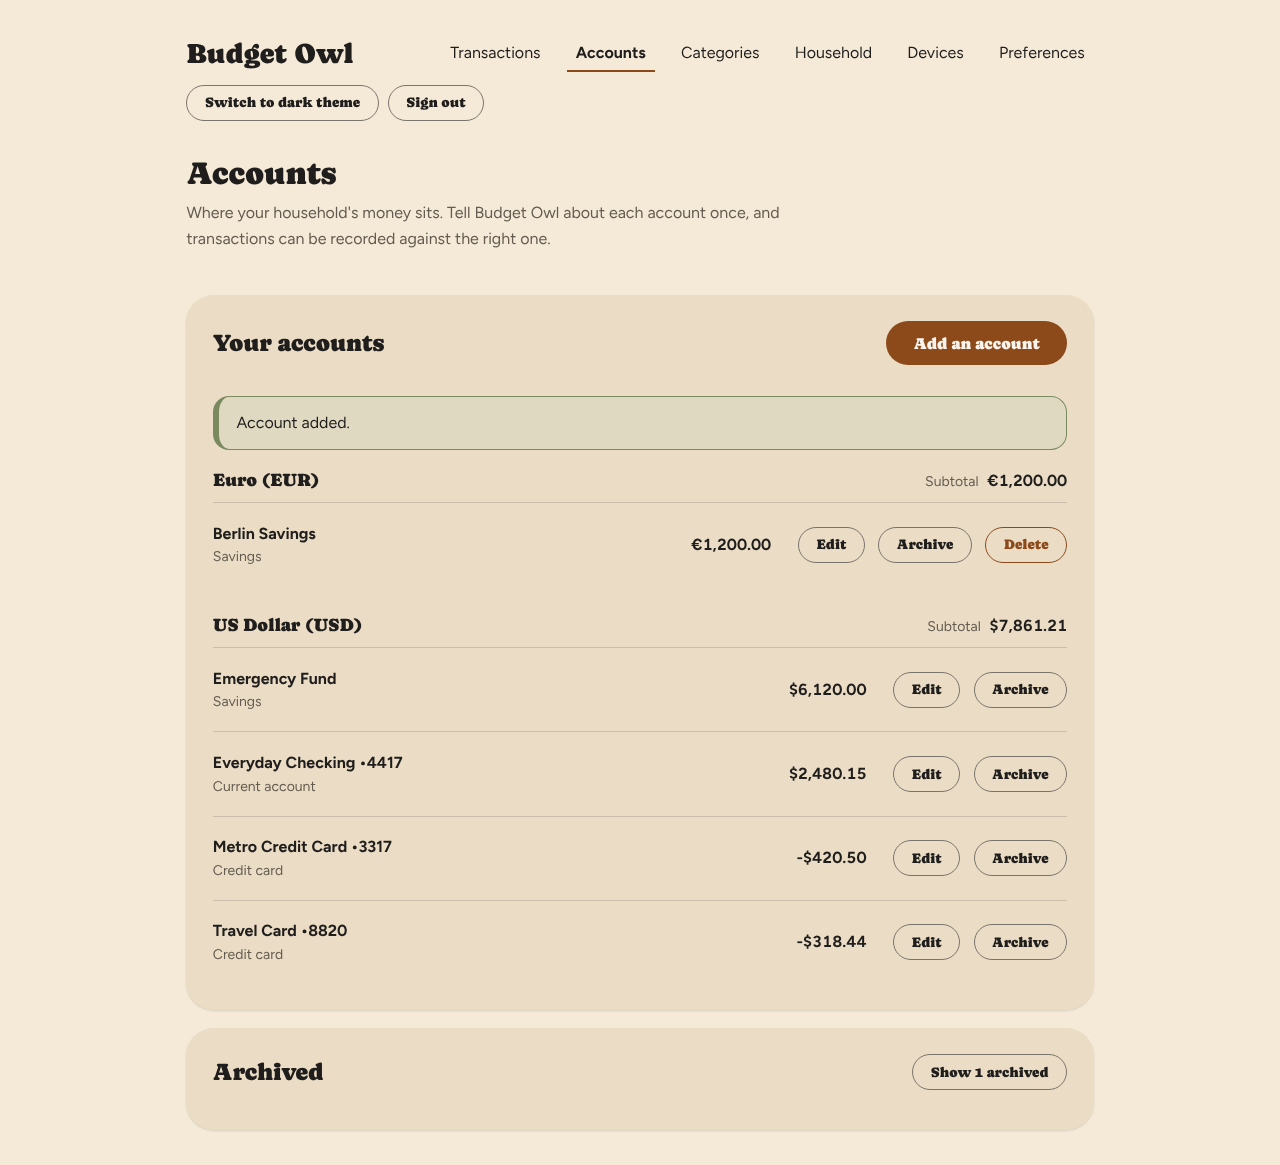 Budget Owl
Transactions
Accounts
Categories
Household
Devices
Preferences
Switch to dark theme
Sign out
Accounts
Where your household's money sits. Tell Budget Owl about each account once, and
transactions can be recorded against the right one.
Your accounts
Add an account
Account added.
Euro (EUR)
Subtotal €1,200.00
Berlin Savings
Savings
€1,200.00
Edit
Archive
Delete
US Dollar (USD)
Subtotal $7,861.21
Emergency Fund
Savings
$6,120.00
Edit
Archive
Everyday Checking •4417
Current account
$2,480.15
Edit
Archive
Metro Credit Card •3317
Credit card
-$420.50
Edit
Archive
Travel Card •8820
Credit card
-$318.44
Edit
Archive
Archived
Show 1 archived